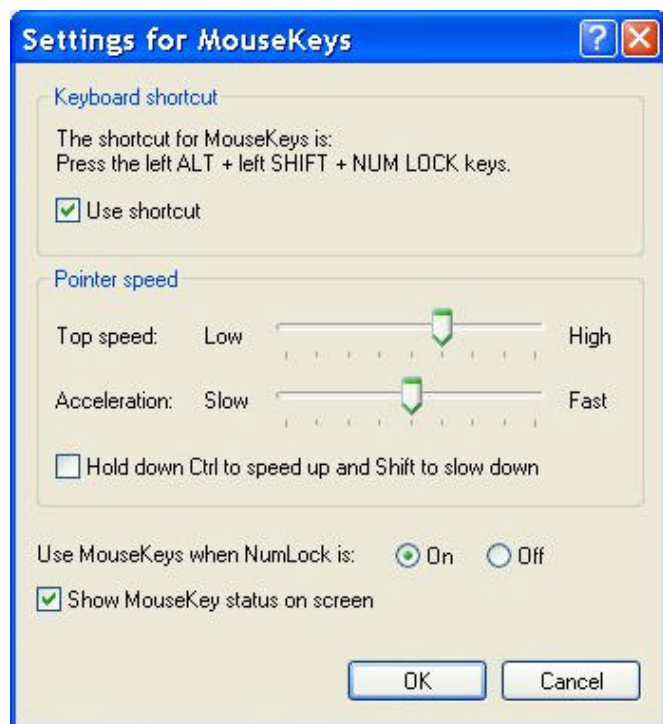 Settings for MouseKeys
?
Keyboard shortcut
The shortcut for MouseKeys is:
Press the left ALT + left SHIFT + NUM LOCK keys.
Use shortcut
Pointer speed
Top speed: Low High
Acceleration: Slow Fast
Hold down Ctrl to speed up and Shift to slow down
Use MouseKeys when NumLock is: On Off
Show MouseKey status on screen
OK Cancel